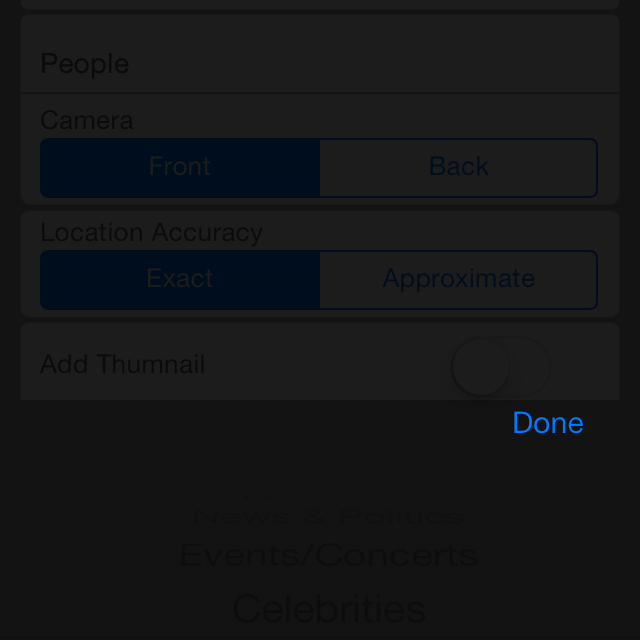 People
Camera
Front Back
Location Accuracy
Exact Approximate
Add Thumnail
Done
News & Politics
Events/Concerts
Celebrities